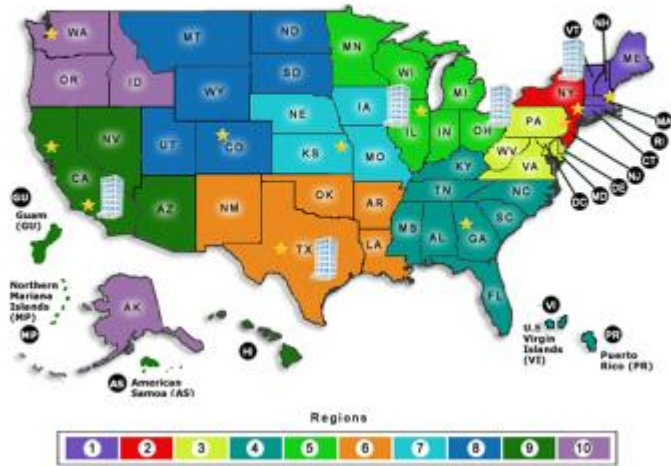 VT
NH
WA
MT
ND
MN
ME
OR
ID
SD
WI
MI
NY
WY
MA
RI
CT
NJ
DE
MD
DC
IA
NE
PA
NV
UT
CO
IL
IN
OH
WV
VA
KS
MO
KY
CA
TN
NC
OK
AR
SC
AZ
NM
MS
AL
GA
TX
LA
FL
GU
Guam (GU)
Northern
Mariana
Islands
(MP)
MP
AK
HI
AS
American
Samoa (AS)
VI
U.S
Virgin
Islands
(VI)
PR
Puerto
Rico (PR)
Regions
1 2 3 4 5 6 7 8 9 10